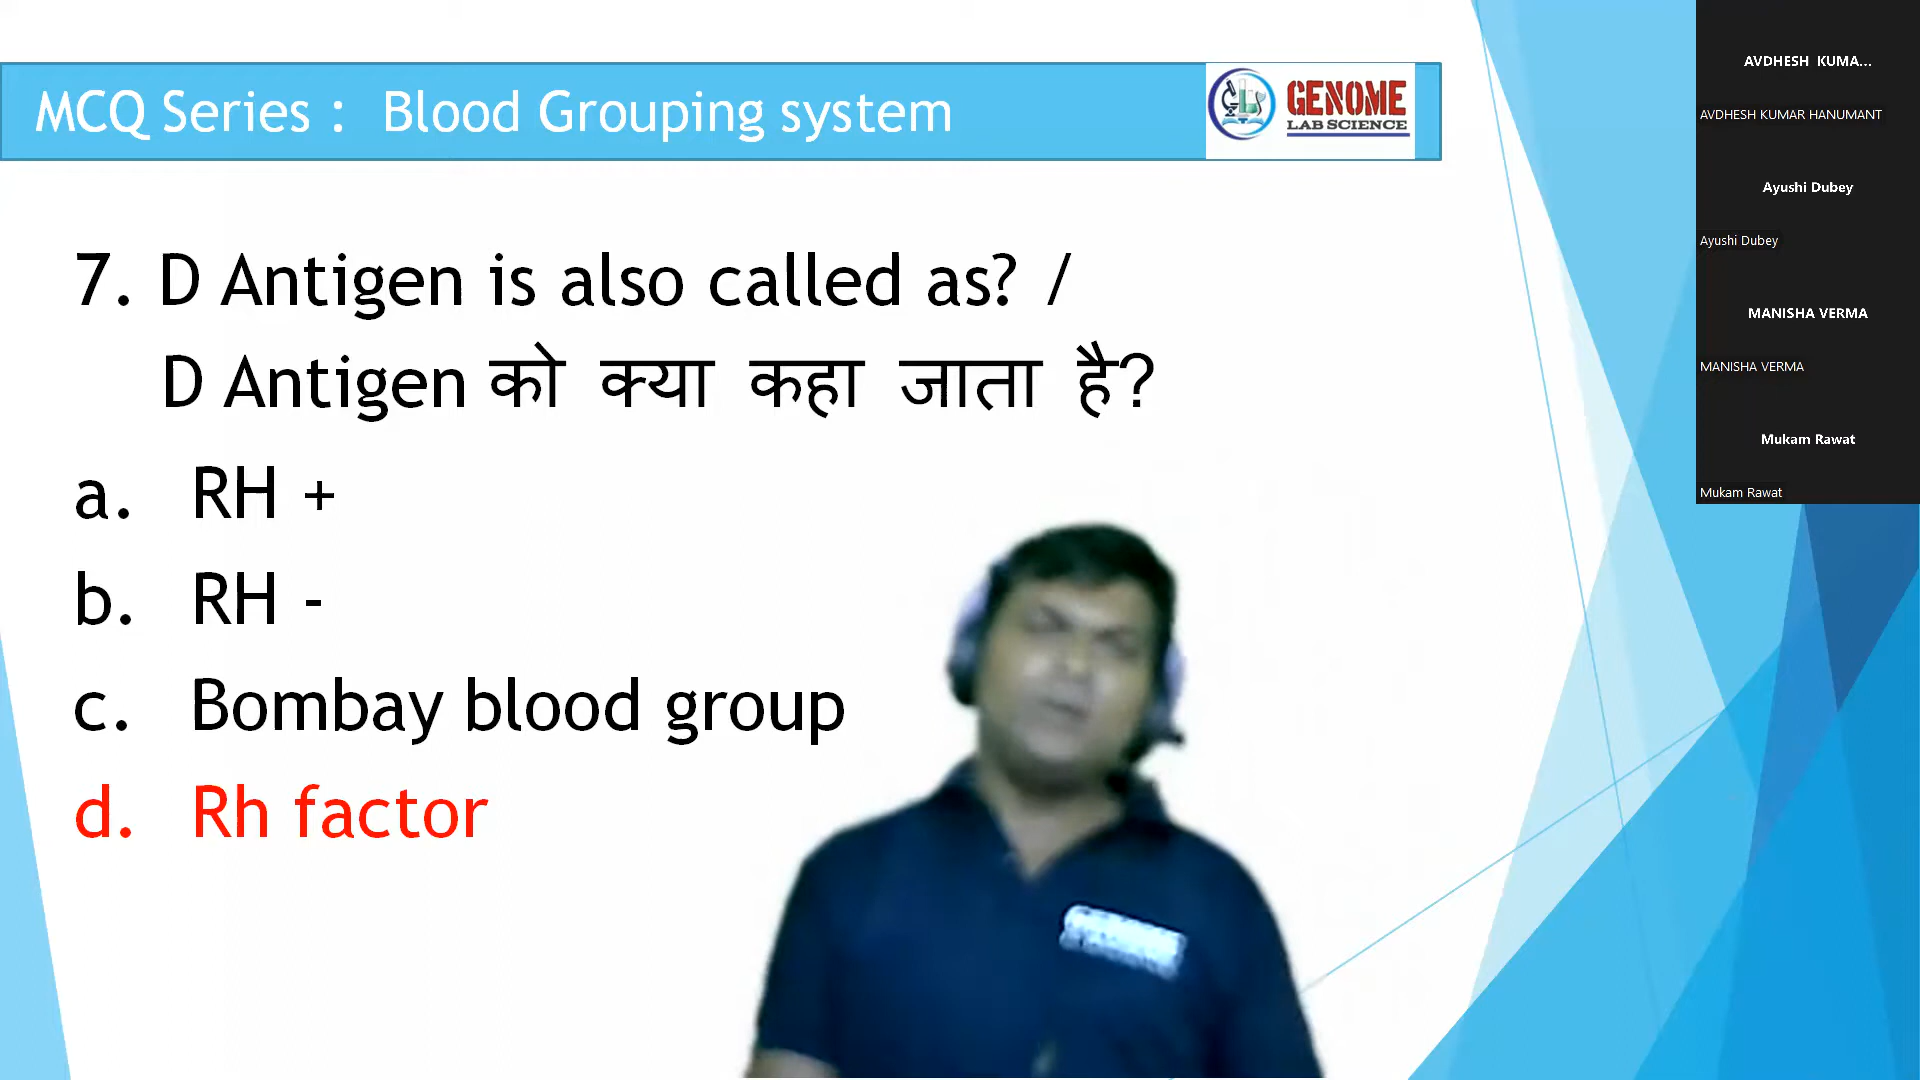 MCQ Series : Blood Grouping system
GENOME
LAB SCIENCE
7. D Antigen is also called as? /
D Antigen को क्या कहा जाता है?
a. RH +
b. RH -
c. Bombay blood group
d. Rh factor
AVDHESH KUMA...
AVDHESH KUMAR HANUMANT
Ayushi Dubey
Ayushi Dubey
MANISHA VERMA
MANISHA VERMA
Mukam Rawat
Mukam Rawat